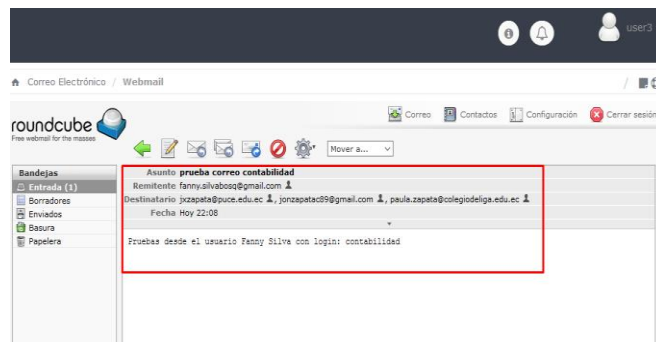 user3
Correo Electrónico / Webmail /
roundcube
Free webmail for the masses
Correo Contactos Configuración Cerrar sesión
Mover a...
Bandejas
Entrada (1)
Borradores
Enviados
Basura
Papelera
Asunto prueba correo contabilidad
Remitente fanny.silvabosq@gmail.com
Destinatario jxzapata@puce.edu.ec , jonzapatac89@gmail.com , paula.zapata@colegiodeliga.edu.ec
Fecha Hoy 22:08
Pruebas desde el usuario Fanny Silva con login: contabilidad